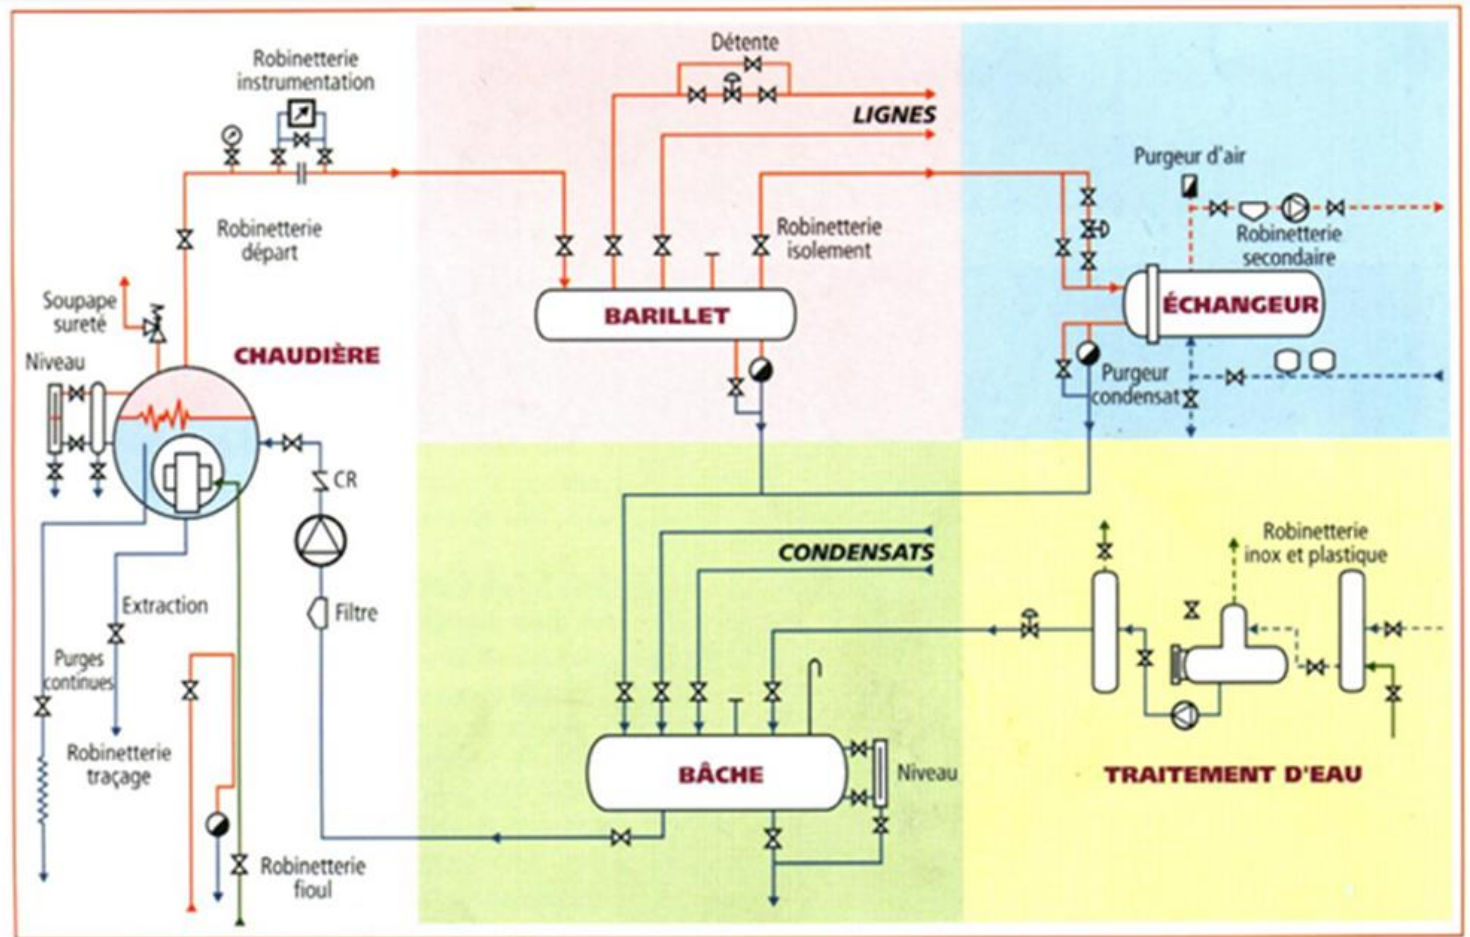 Robinetterie
instrumentation
Détente
LIGNES
Purgeur d'air
Robinetterie
départ
Robinetterie
isolement
Robinetterie
secondaire
Soupape
sureté
BARILLET
ÉCHANGEUR
Niveau
CHAUDIÈRE
Purgeur
condensat
CR
CONDENSATS
Robinetterie
inox et plastique
Extraction
Filtre
Purges
continues
Robinetterie
traçage
BÂCHE
Niveau
TRAITEMENT D'EAU
Robinetterie
fioul